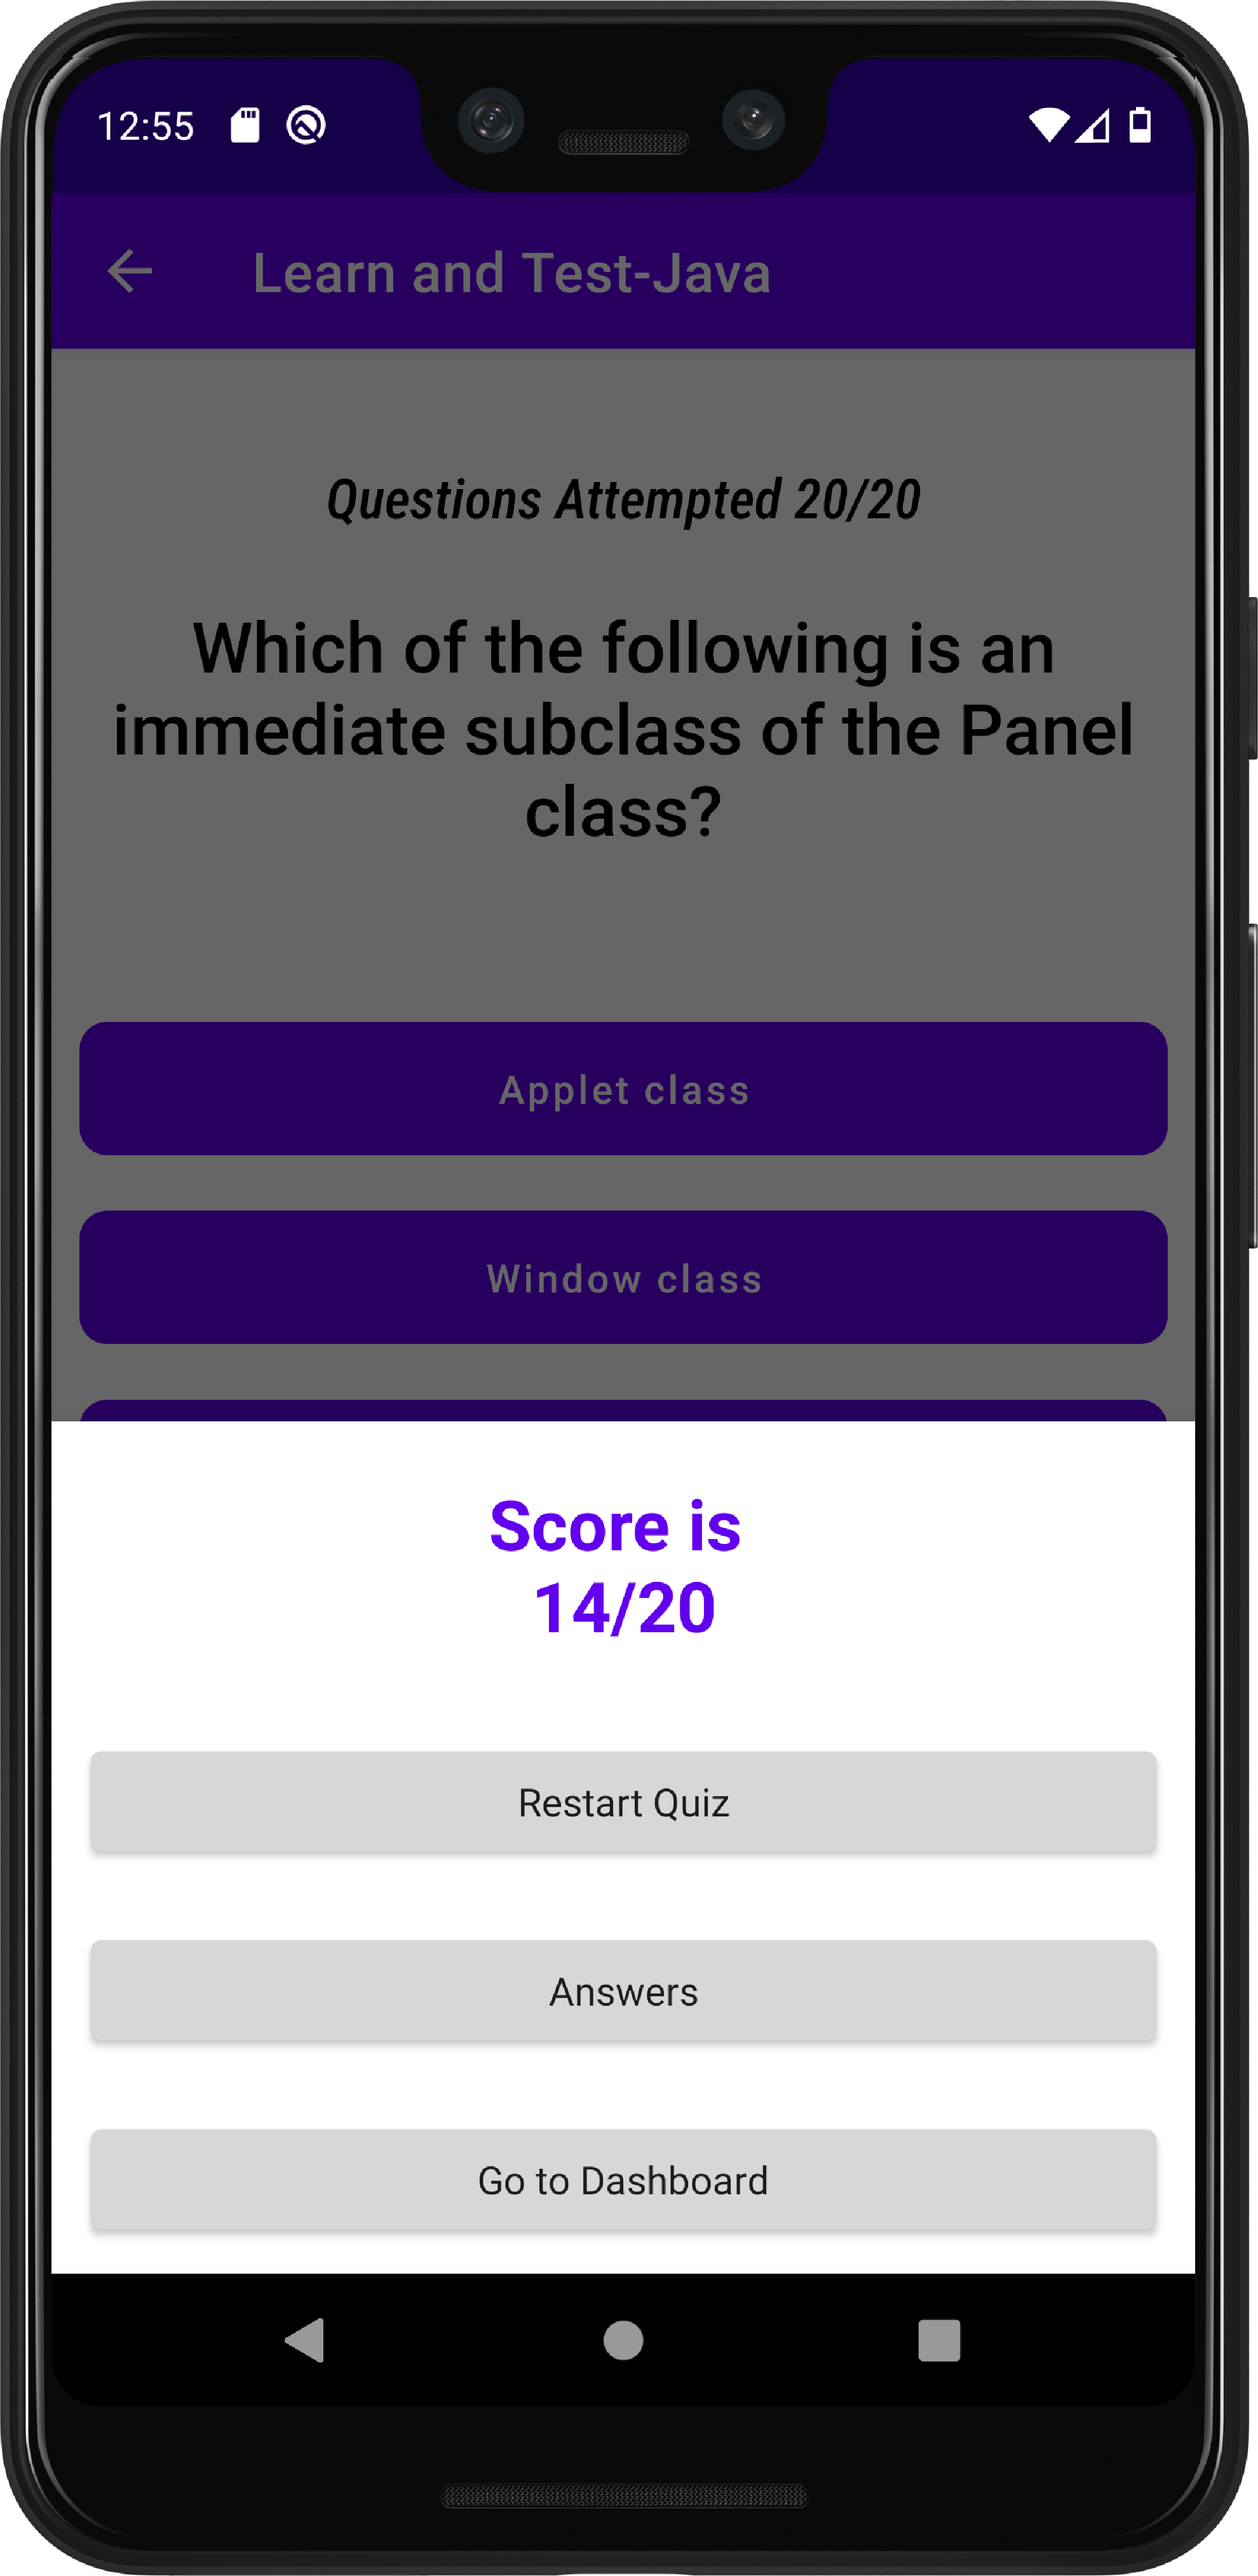 12:55
Learn and Test-Java
Questions Attempted 20/20
Which of the following is an
immediate subclass of the Panel
class?
Applet class
Window class
Score is
14/20
Restart Quiz
Answers
Go to Dashboard